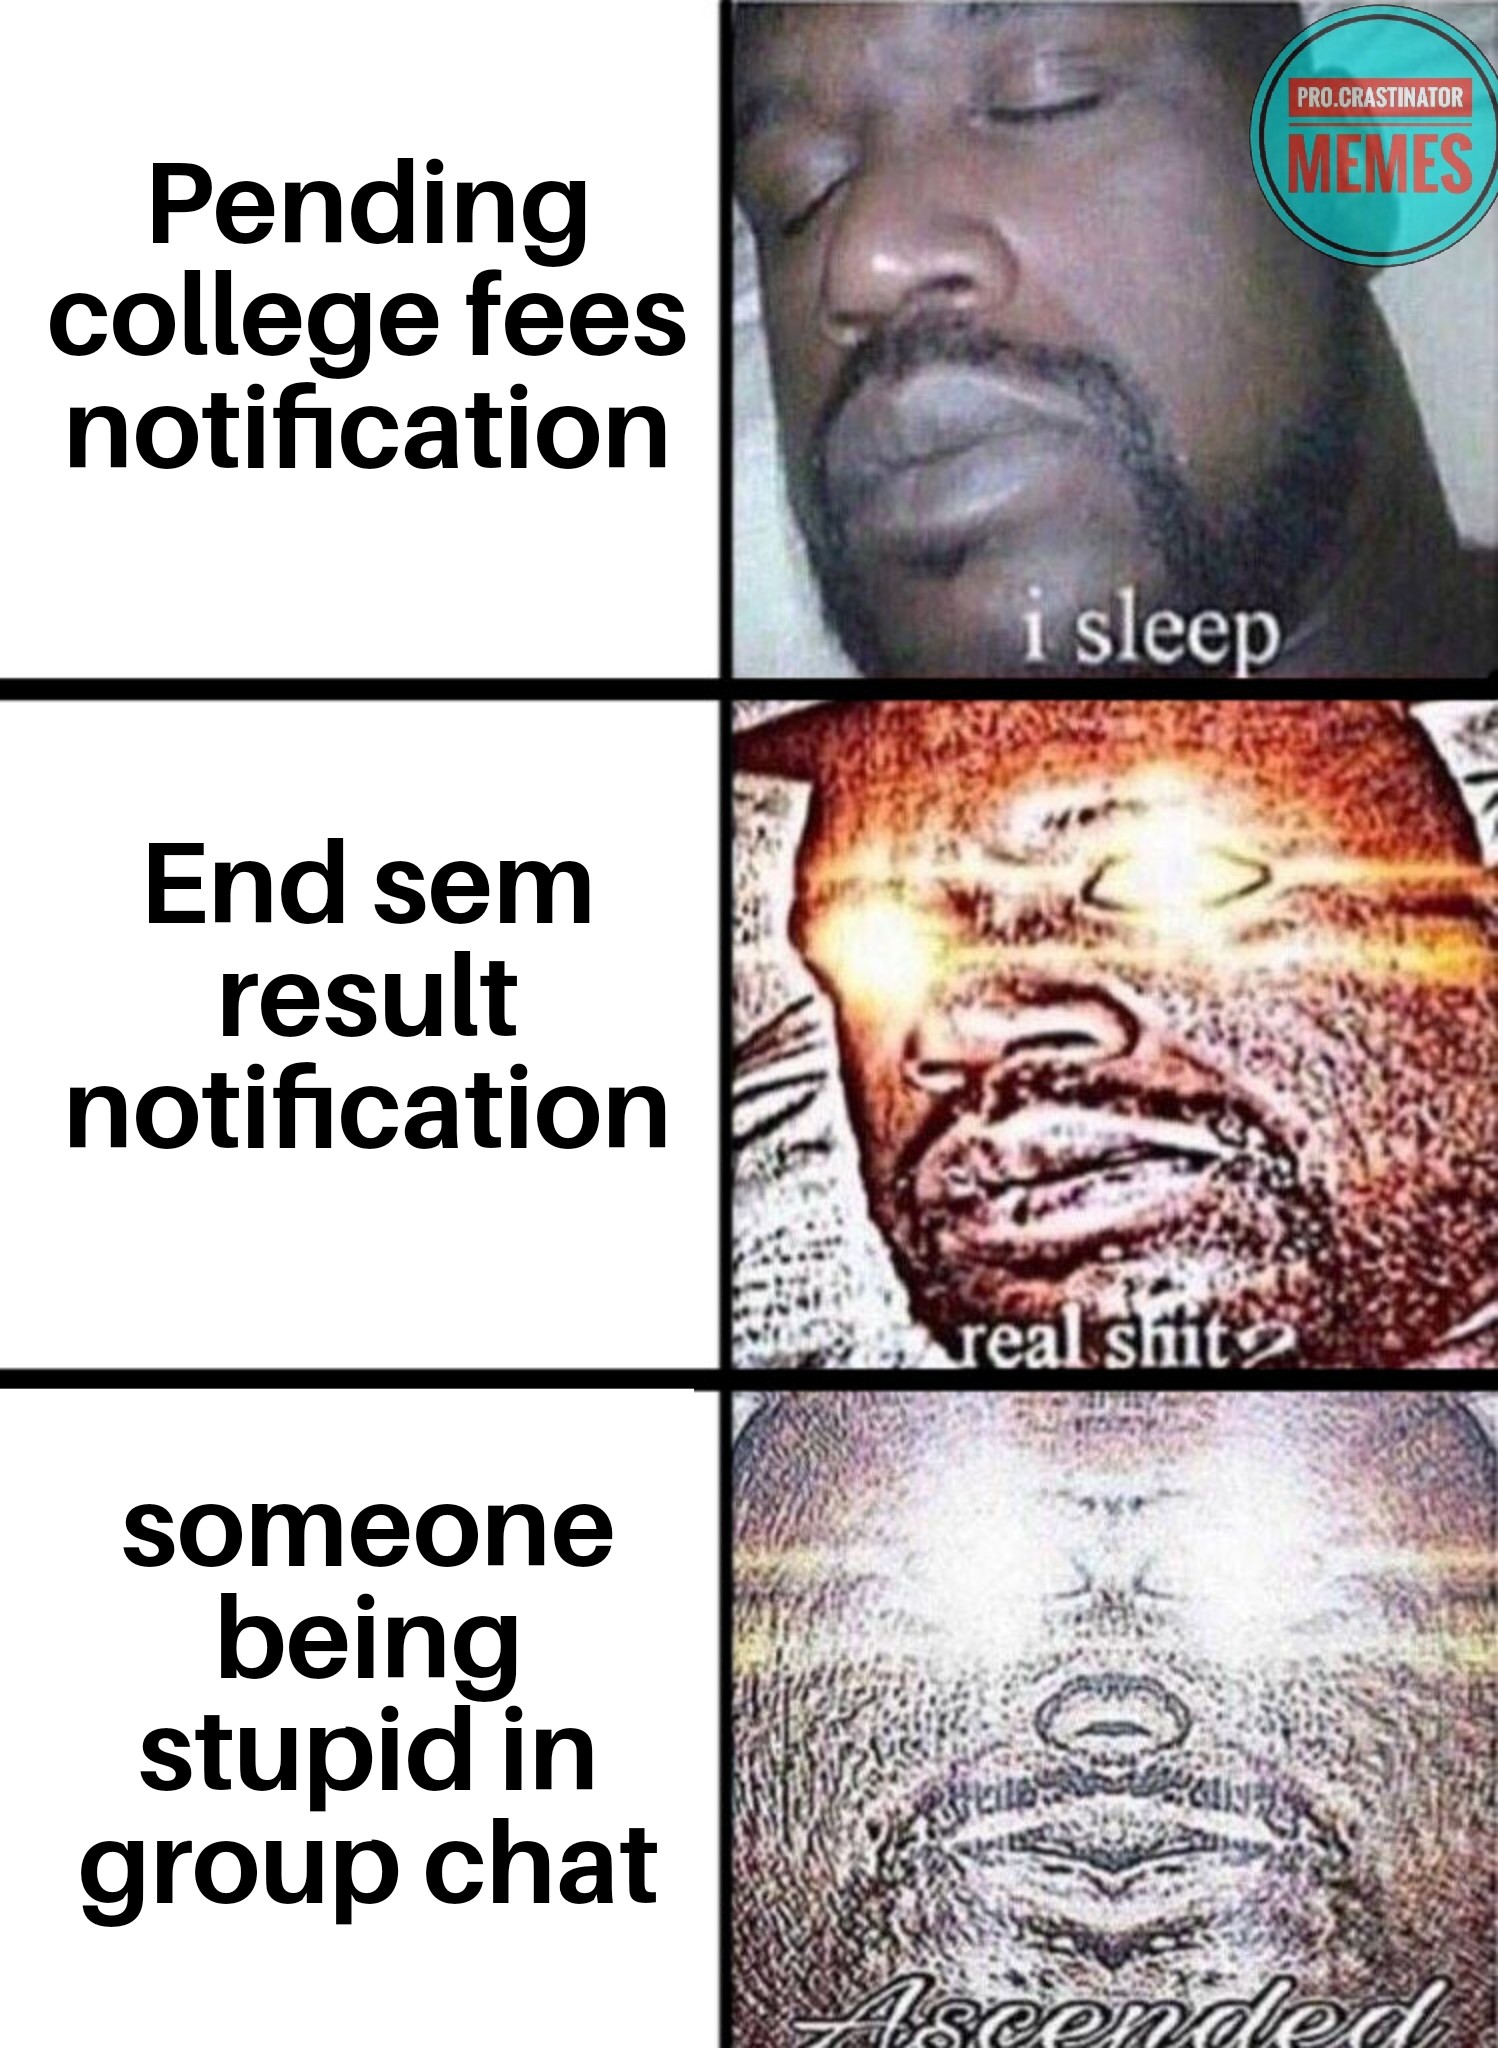 PRO.CRASTINATOR
MEMES
Pending
college fees
notification
i sleep
End sem
result
notification
real shit?
someone
being
stupid in
group chat
Ascended